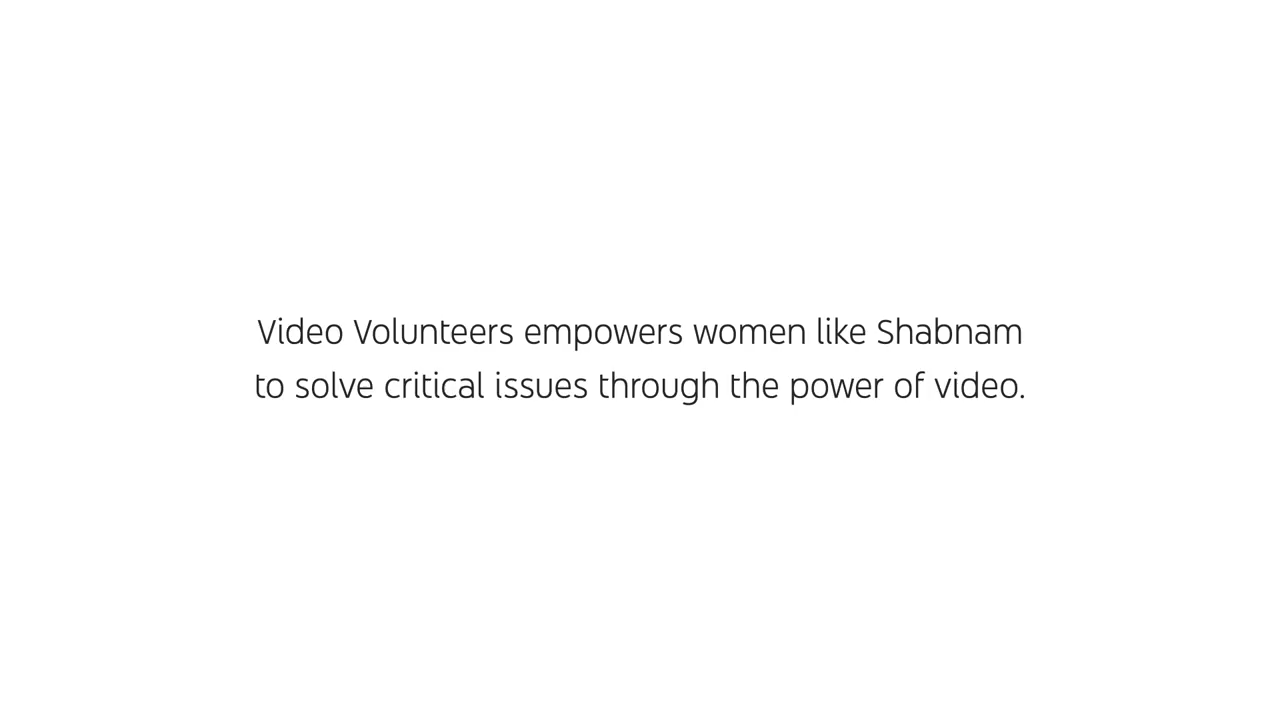 Video Volunteers empowers women like Shabnam
to solve critical issues through the power of video.